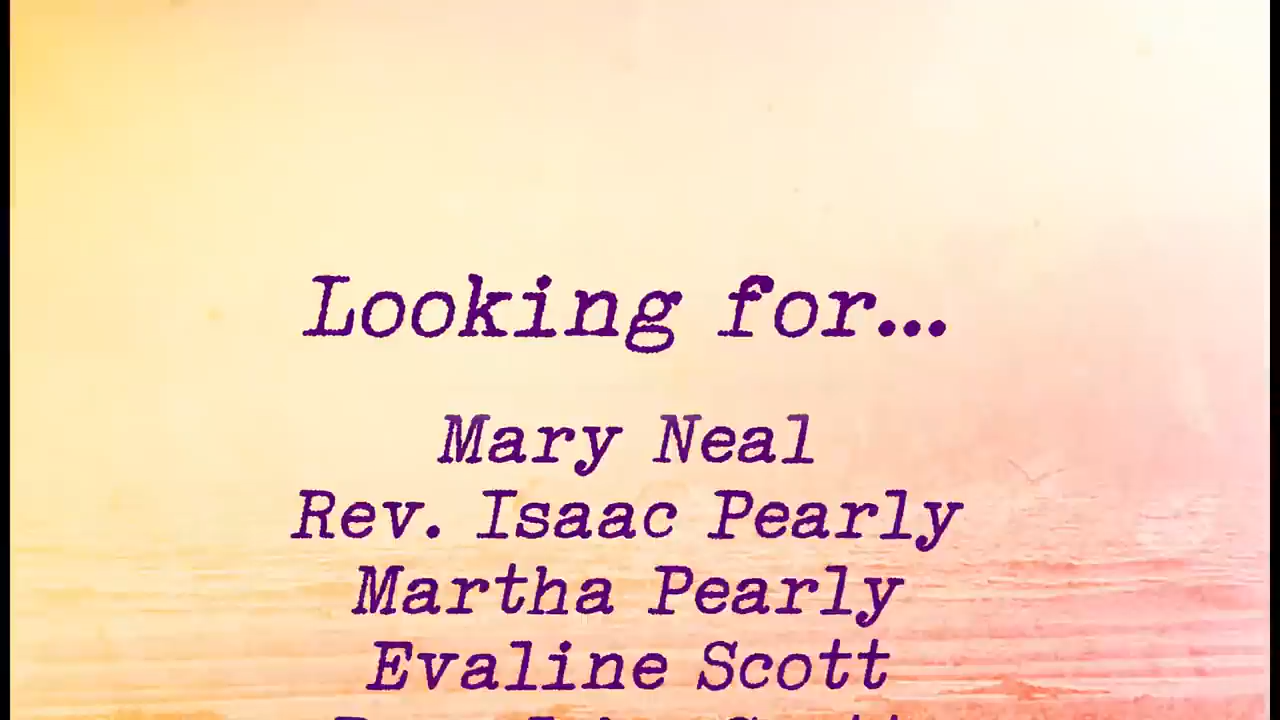 Looking for...
Mary Neal
Rev. Isaac Pearly
Martha Pearly
Evaline Scott